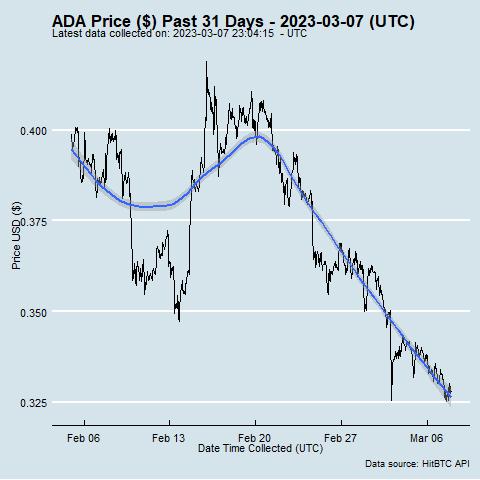 ADA Price ($) Past 31 Days - 2023-03-07 (UTC)
Latest data collected on: 2023-03-07 23:04:15 - UTC
0.400
0.375
0.350
0.325
Price USD ($)
Feb 06
Feb 13
Feb 20
Feb 27
Mar 06
Date Time Collected (UTC)
Data source: HitBTC API